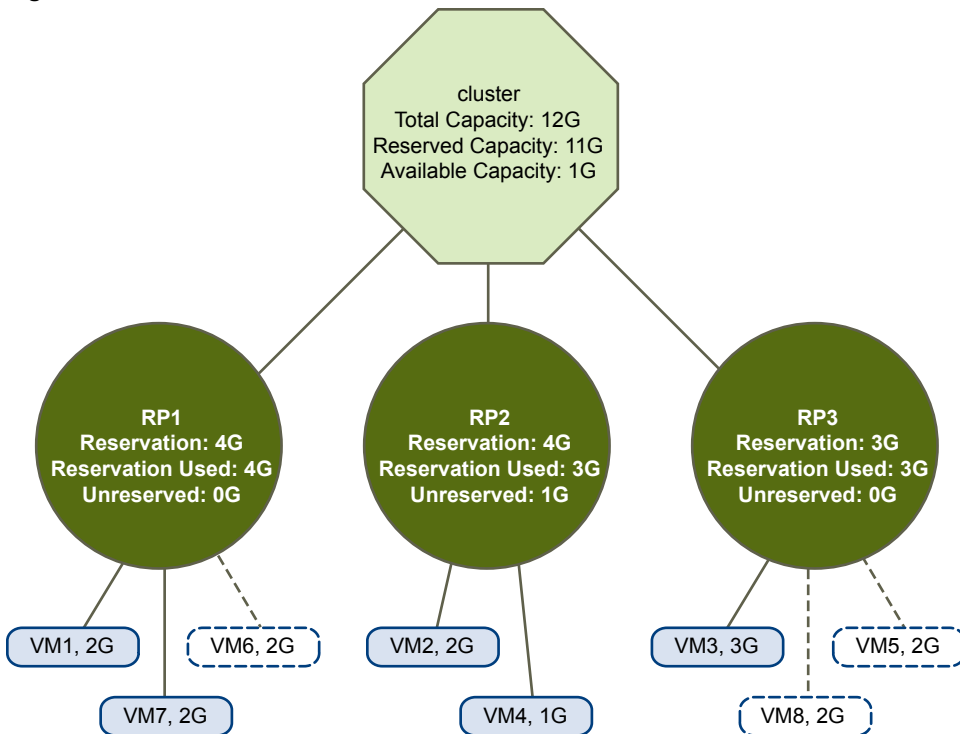 cluster
Total Capacity: 12G
Reserved Capacity: 11G
Available Capacity: 1G
RP1
Reservation: 4G
Reservation Used: 4G
Unreserved: 0G
RP2
Reservation: 4G
Reservation Used: 3G
Unreserved: 1G
RP3
Reservation: 3G
Reservation Used: 3G
Unreserved: 0G
VM1, 2G
VM6, 2G
VM2, 2G
VM3, 3G
VM5, 2G
VM7, 2G
VM4, 1G
VM8, 2G